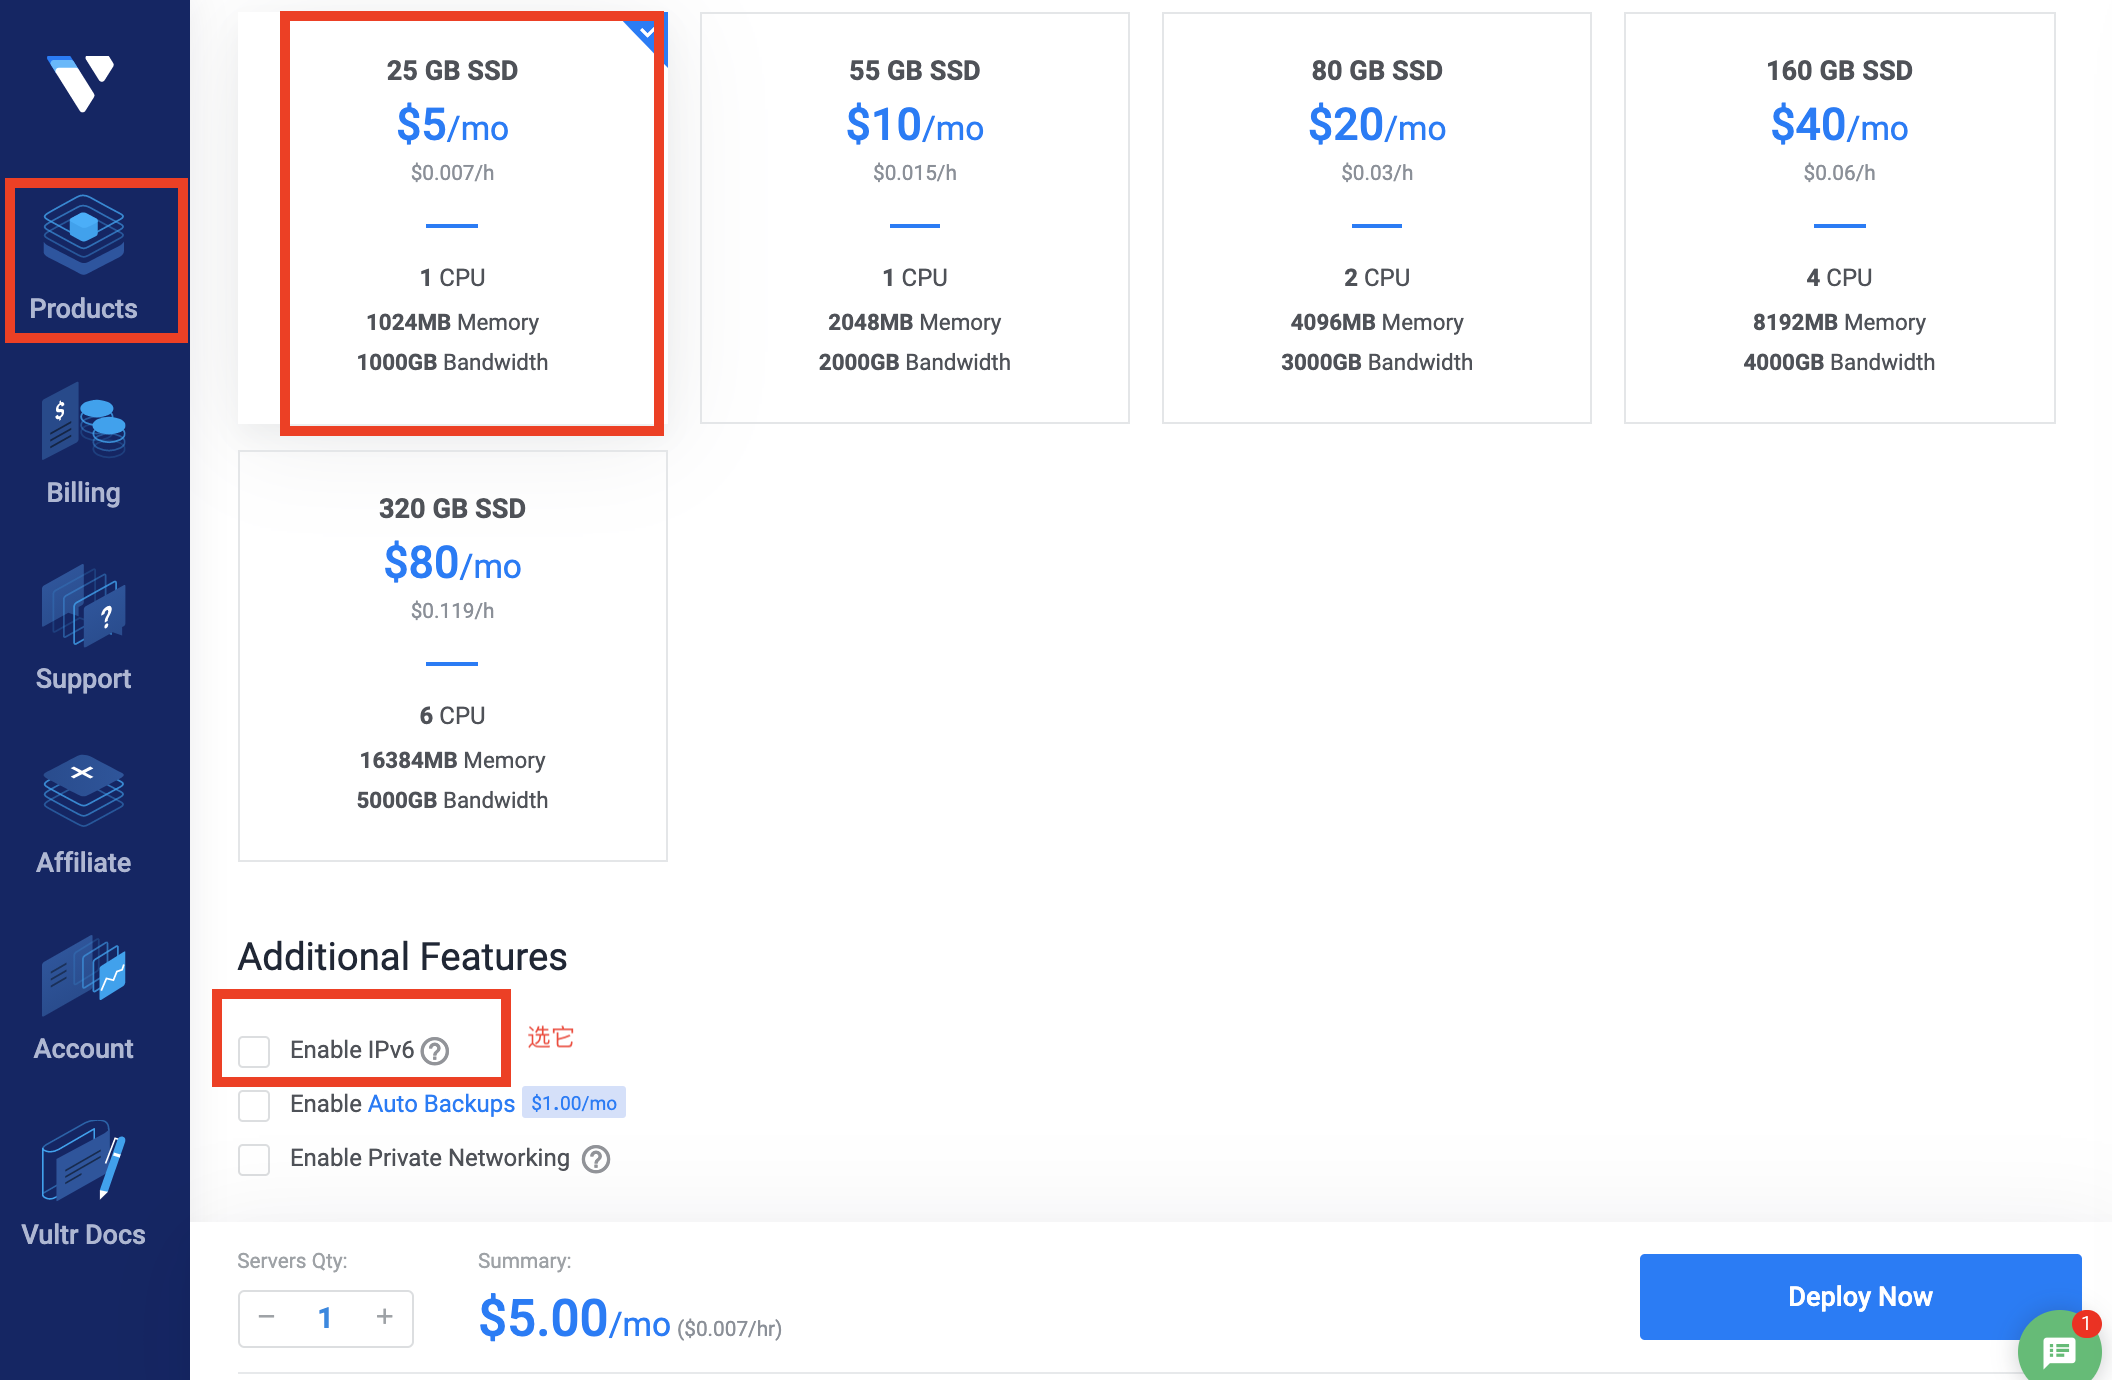 Products
Billing
Support
Affiliate
Account
Vultr Docs
25 GB SSD
$5/mo
$0.007/h
1 CPU
1024MB Memory
1000GB Bandwidth
55 GB SSD
$10/mo
$0.015/h
1 CPU
2048MB Memory
2000GB Bandwidth
80 GB SSD
$20/mo
$0.03/h
2 CPU
4096MB Memory
3000GB Bandwidth
160 GB SSD
$40/mo
$0.06/h
4 CPU
8192MB Memory
4000GB Bandwidth
320 GB SSD
$80/mo
$0.119/h
6 CPU
16384MB Memory
5000GB Bandwidth
Additional Features
Enable IPv6 ?
选它
Enable Auto Backups $1.00/mo
Enable Private Networking ?
Servers Qty:
− 1 +
Summary:
$5.00/mo ($0.007/hr)
Deploy Now
1